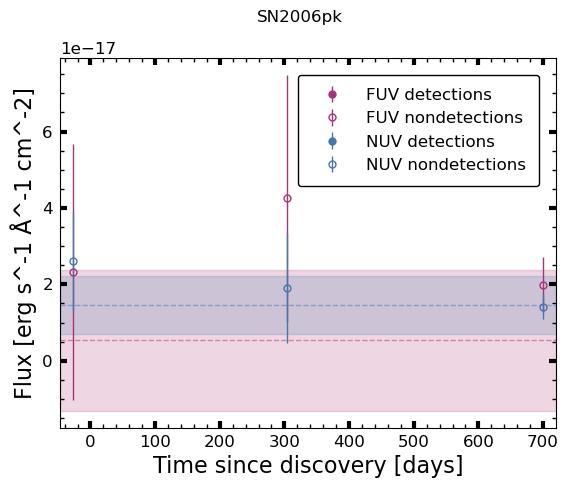 SN2006pk
1e−17
FUV detections
FUV nondetections
NUV detections
NUV nondetections
Flux [erg s^-1 Å^-1 cm^-2]
6
4
2
0
0 100 200 300 400 500 600 700
Time since discovery [days]